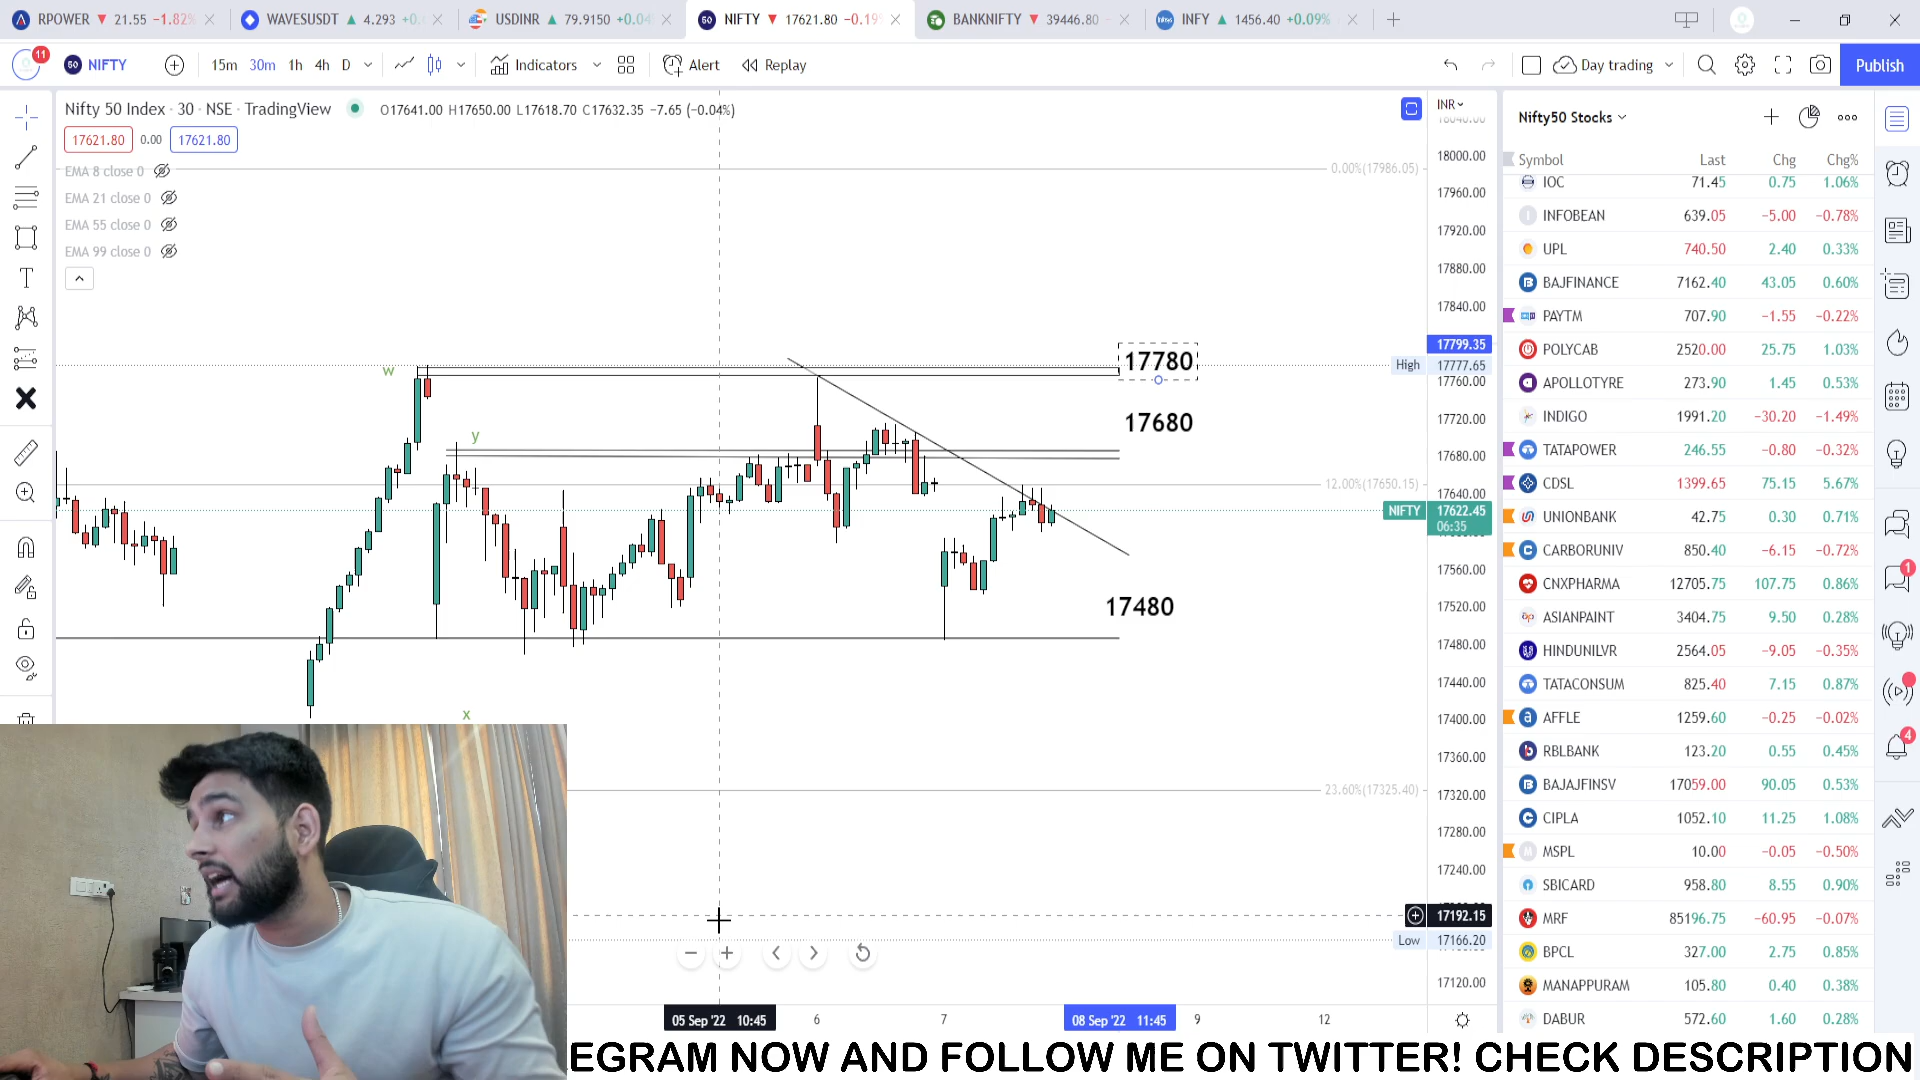 RPOWER ▼ 21.55 −1.82%
WAVESUSDT ▲ 4.293 +0.
USDINR ▲ 79.9150 +0.04
NIFTY ▼ 17621.80 −0.19%
BANKNIFTY ▼ 39446.80 −
INFY ▲ 1456.40 +0.09%
11
50 NIFTY
15m 30m 1h 4h D
Indicators
Alert
Replay
Day trading
Publish
Nifty 50 Index · 30 · NSE · TradingView
O17641.00 H17650.00 L17618.70 C17632.35 −7.65 (−0.04%)
17621.80 0.00 17621.80
EMA 8 close 0
EMA 21 close 0
EMA 55 close 0
EMA 99 close 0
w
y
x
17780
17680
17480
0.00%(17986.05)
12.00%(17650.15)
23.60%(17325.40)
INR
18040.00
18000.00
17960.00
17920.00
17880.00
17840.00
17799.35
High 17777.65
17760.00
17720.00
17680.00
17640.00
NIFTY 17622.45
06:35
17560.00
17520.00
17480.00
17440.00
17400.00
17360.00
17320.00
17280.00
17240.00
17192.15
Low 17166.20
17120.00
05 Sep '22 10:45
6
7
08 Sep '22 11:45
9
12
Nifty50 Stocks
Symbol Last Chg Chg%
IOC 71.45 0.75 1.06%
INFOBEAN 639.05 −5.00 −0.78%
UPL 740.50 2.40 0.33%
BAJFINANCE 7162.40 43.05 0.60%
PAYTM 707.90 −1.55 −0.22%
POLYCAB 2520.00 25.75 1.03%
APOLLOTYRE 273.90 1.45 0.53%
INDIGO 1991.20 −30.20 −1.49%
TATAPOWER 246.55 −0.80 −0.32%
CDSL 1399.65 75.15 5.67%
UNIONBANK 42.75 0.30 0.71%
CARBORUNIV 850.40 −6.15 −0.72%
CNXPHARMA 12705.75 107.75 0.86%
ASIANPAINT 3404.75 9.50 0.28%
HINDUNILVR 2564.05 −9.05 −0.35%
TATACONSUM 825.40 7.15 0.87%
AFFLE 1259.60 −0.25 −0.02%
RBLBANK 123.20 0.55 0.45%
BAJAJFINSV 17059.00 90.05 0.53%
CIPLA 1052.10 11.25 1.08%
MSPL 10.00 −0.05 −0.50%
SBICARD 958.80 8.55 0.90%
MRF 85196.75 −60.95 −0.07%
BPCL 327.00 2.75 0.85%
MANAPPURAM 105.80 0.40 0.38%
DABUR 572.60 1.60 0.28%
1
4
EGRAM NOW AND FOLLOW ME ON TWITTER! CHECK DESCRIPTION